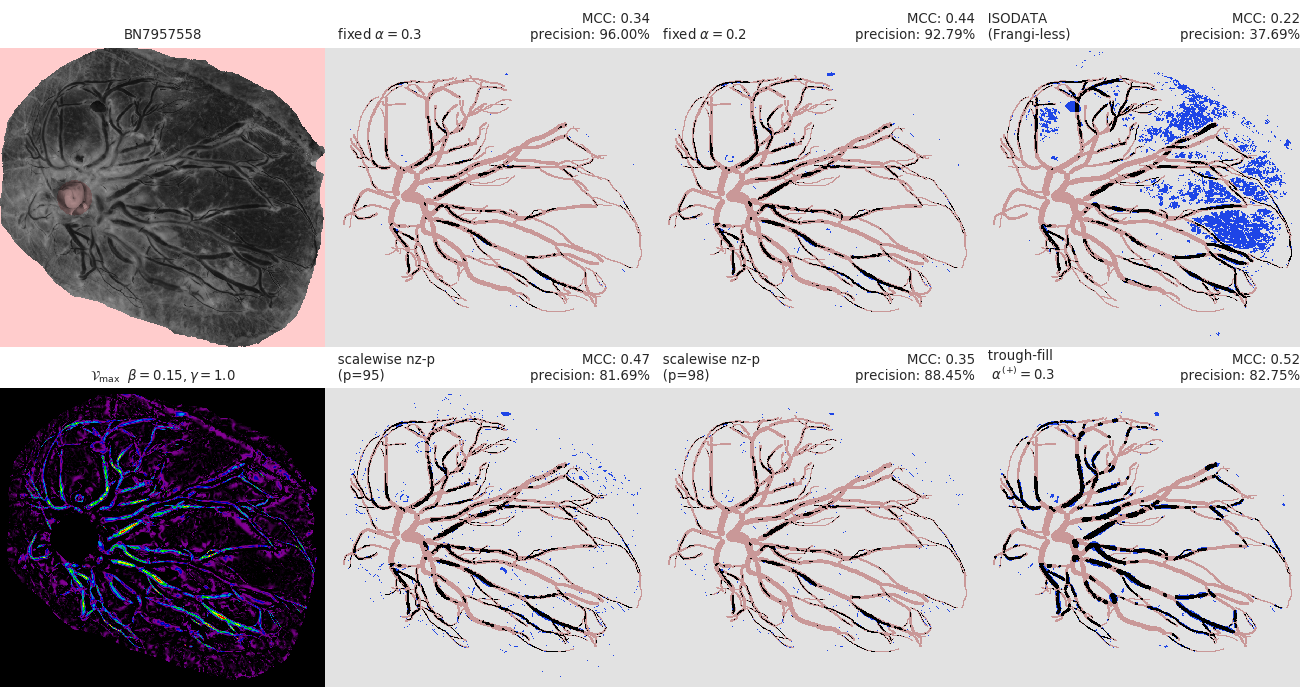 BN7957558
fixed α = 0.3
MCC: 0.34
precision: 96.00%
fixed α = 0.2
MCC: 0.44
precision: 92.79%
ISODATA
(Frangi-less)
MCC: 0.22
precision: 37.69%
𝒱max β = 0.15, γ = 1.0
scalewise nz-p
(p=95)
MCC: 0.47
precision: 81.69%
scalewise nz-p
(p=98)
MCC: 0.35
precision: 88.45%
trough-fill
α(+) = 0.3
MCC: 0.52
precision: 82.75%